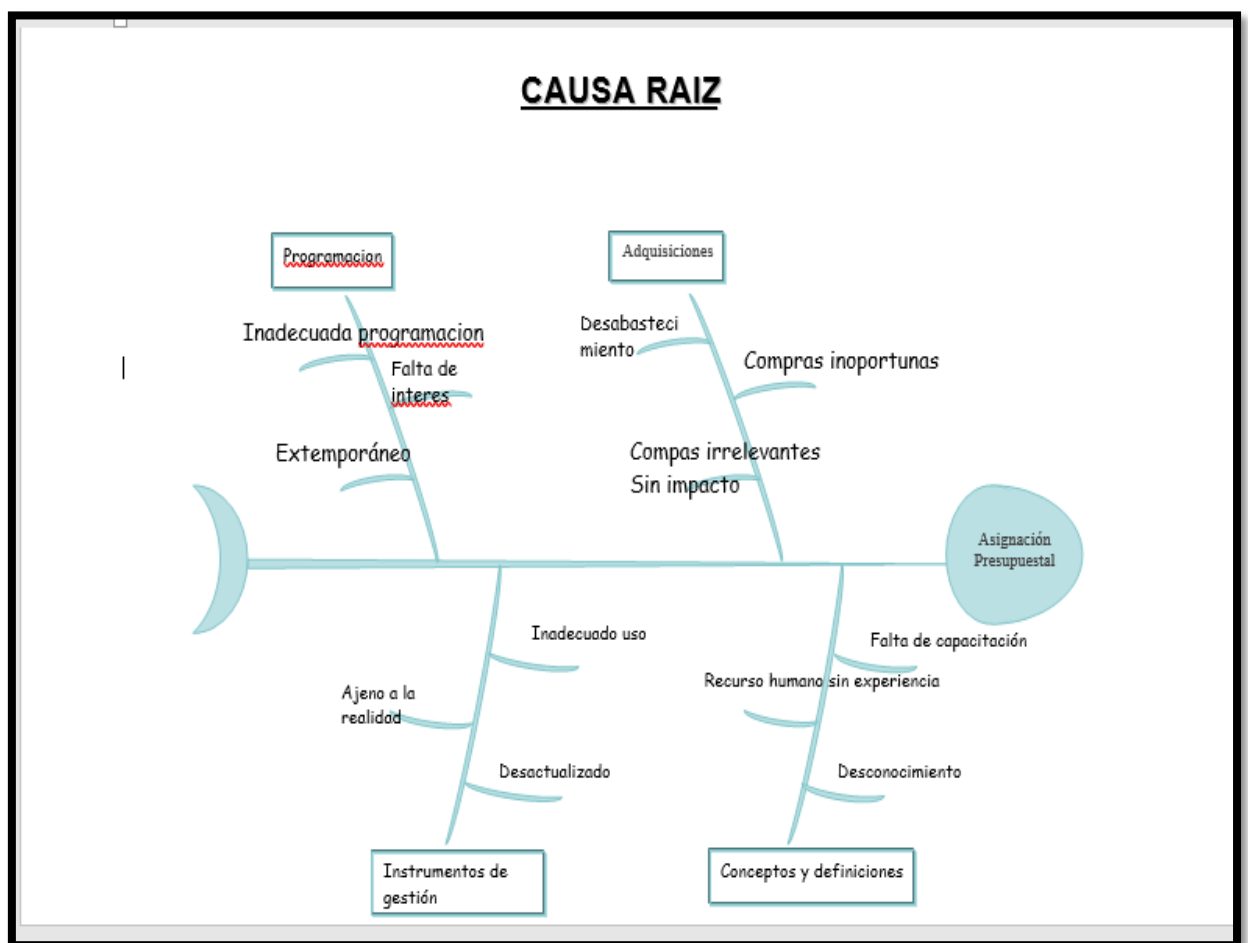 CAUSA RAIZ
Programacion
Adquisiciones
Inadecuada programacion
Falta de
interes
Extemporáneo
Desabasteci
miento
Compras inoportunas
Compas irrelevantes
Sin impacto
Asignación
Presupuestal
Inadecuado uso
Ajeno a la
realidad
Desactualizado
Falta de capacitación
Recurso humano sin experiencia
Desconocimiento
Instrumentos de
gestión
Conceptos y definiciones